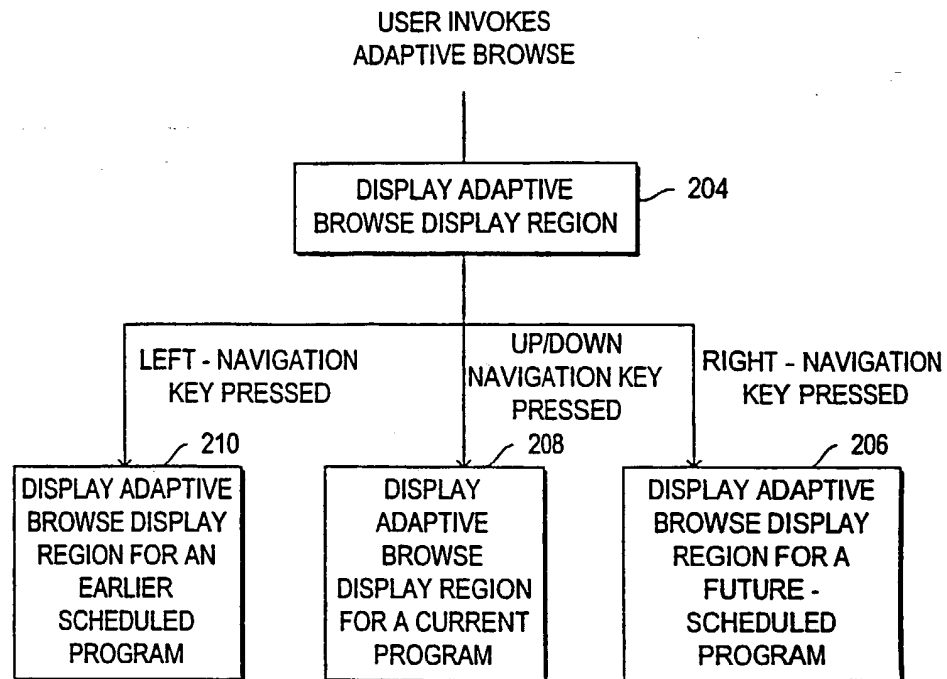 USER INVOKES
ADAPTIVE BROWSE
DISPLAY ADAPTIVE
BROWSE DISPLAY REGION
204
LEFT - NAVIGATION
KEY PRESSED
UP/DOWN
NAVIGATION KEY
PRESSED
RIGHT - NAVIGATION
KEY PRESSED
210
DISPLAY ADAPTIVE
BROWSE DISPLAY
REGION FOR AN
EARLIER
SCHEDULED
PROGRAM
208
DISPLAY
ADAPTIVE
BROWSE
DISPLAY REGION
FOR A CURRENT
PROGRAM
206
DISPLAY ADAPTIVE
BROWSE DISPLAY
REGION FOR A
FUTURE -
SCHEDULED
PROGRAM